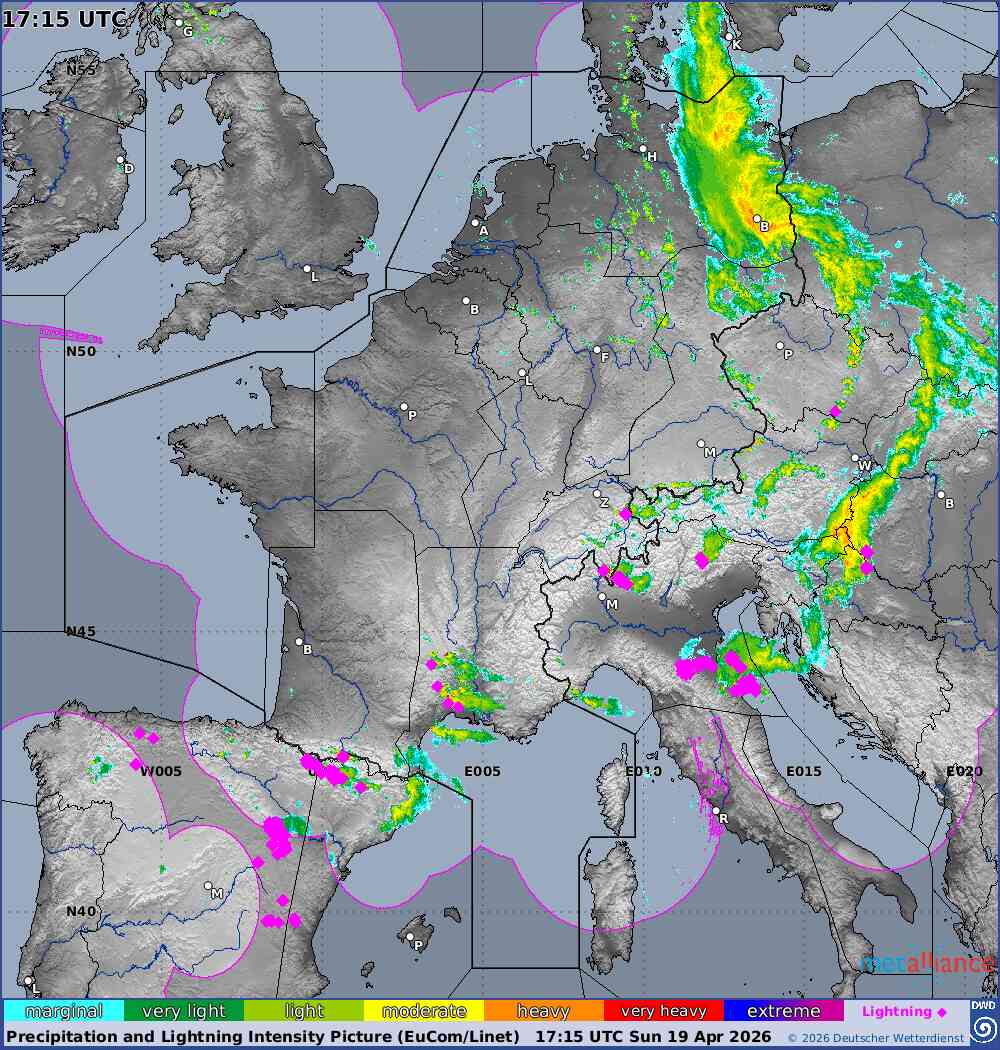 17:15 UTC
G
K
N55
H
D
A
B
L
B
N50
F
P
L
P
M
W
Z
B
M
N45
B
W005
E005
E010
E015
E020
R
M
N40
P
L
metalliance
marginal very light light moderate heavy very heavy extreme Lightning
DWD
Precipitation and Lightning Intensity Picture (EuCom/Linet) 17:15 UTC Sun 19 Apr 2026 © 2026 Deutscher Wetterdienst